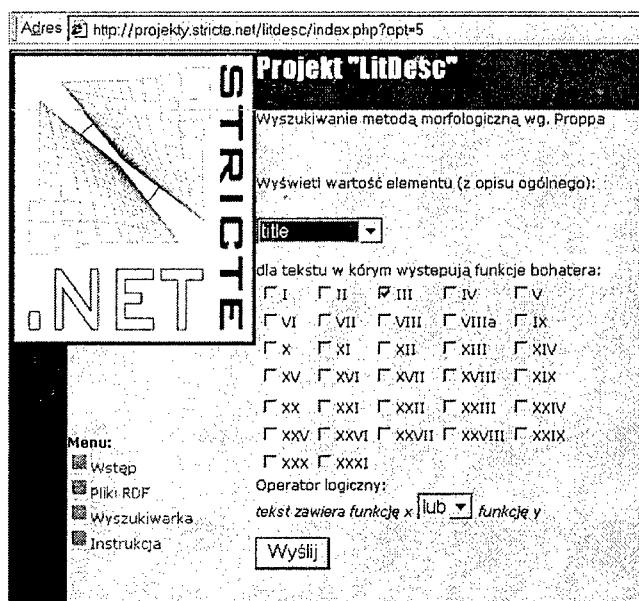 Adres http://projekty.stricte.net/litdesc/index.php?opt=5
STRICTE
.NET
Projekt "LitDesc"
Wyszukiwanie metodą morfologiczną wg. Proppa
Wyświetl wartość elementu (z opisu ogólnego):
title
dla tekstu w kórym wystepują funkcje bohatera:
I II III IV V
VI VII VIII VIIIa IX
X XI XII XIII XIV
XV XVI XVII XVIII XIX
XX XXI XXII XXIII XXIV
XXV XXVI XXVII XXVIII XXIX
XXX XXXI
Operator logiczny:
tekst zawiera funkcję x lub funkcję y
Wyślij
Menu:
Wstęp
Pliki RDF
Wyszukiwarka
Instrukcja